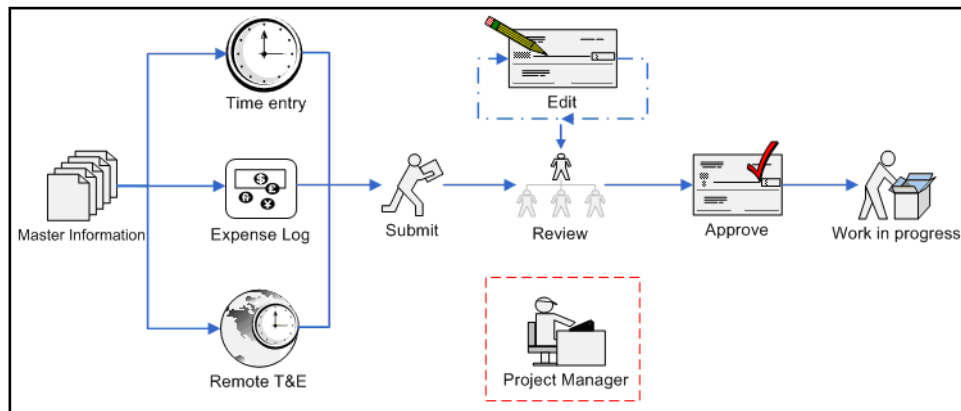 Time entry
Edit
Master Information
Expense Log
Submit
Review
Approve
Work in progress
Remote T&E
Project Manager